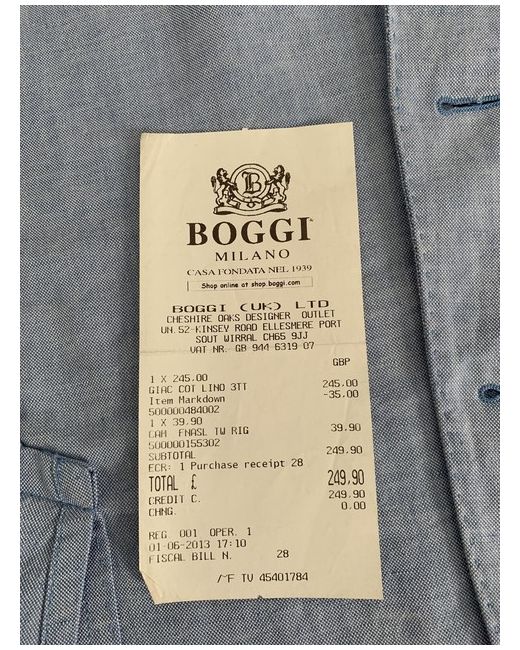 B
BOGGI
MILANO
CASA FONDATA NEL 1939
Shop online at shop.boggi.com
BOGGI (UK) LTD
CHESHIRE OAKS DESIGNER OUTLET
UN.52-KINSEY ROAD ELLESMERE PORT
SOUT WIRRAL CH65 9JJ
VAT NR. GB 944 6319 07
GBP
1 X 245.00
GIAC COT LINO 3TT 245.00
Item Markdown -35.00
500000484002
1 X 39.90
CAM FNASL TW RIG 39.90
500000155302
SUBTOTAL 249.90
ECR: 1 Purchase receipt 28
TOTAL £ 249,90
CREDIT C. 249.90
CHNG. 0.00
REG 001 OPER. 1
01-06-2013 17:10
FISCAL BILL N. 28
TV 45401784